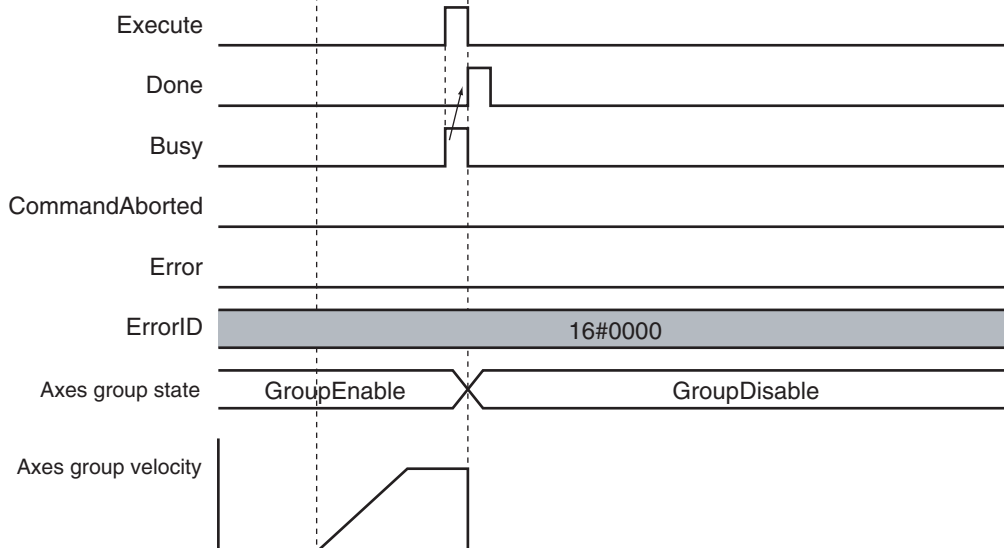 Execute
Done
Busy
CommandAborted
Error
ErrorID 16#0000
Axes group state GroupEnable GroupDisable
Axes group velocity